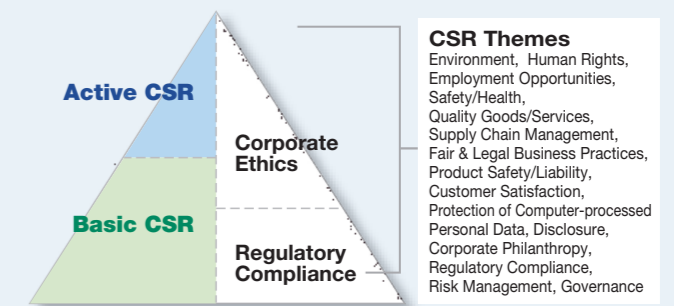 Active CSR
Basic CSR
Corporate
Ethics
Regulatory
Compliance
CSR Themes
Environment, Human Rights,
Employment Opportunities,
Safety/Health,
Quality Goods/Services,
Supply Chain Management,
Fair & Legal Business Practices,
Product Safety/Liability,
Customer Satisfaction,
Protection of Computer-processed
Personal Data, Disclosure,
Corporate Philanthropy,
Regulatory Compliance,
Risk Management, Governance